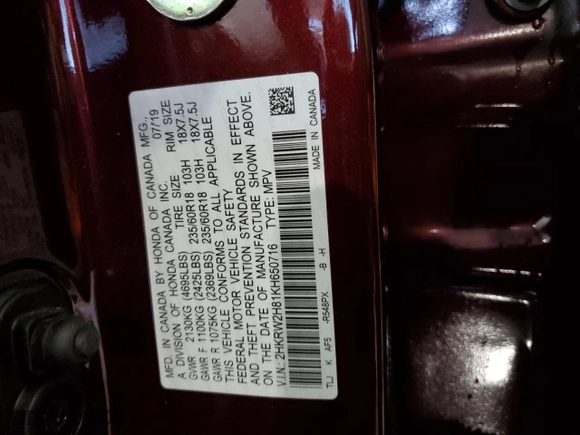 MFD. IN CANADA BY HONDA OF CANADA MFG.,
A DIVISION OF HONDA CANADA INC. 07/19
TIRE SIZE RIM SIZE
GVWR 2130KG (4695LBS)
GAWR F 1100KG (2425LBS) 235/60R18 103H 18X7.5J
GAWR R 1075KG (2369LBS) 235/60R18 103H 18X7.5J
THIS VEHICLE CONFORMS TO ALL APPLICABLE
FEDERAL MOTOR VEHICLE SAFETY
AND THEFT PREVENTION STANDARDS IN EFFECT
ON THE DATE OF MANUFACTURE SHOWN ABOVE.
V.I.N.: 2HKRW2H81KH650716 TYPE: MPV
TLJ K AF5 -R548PX -B -H MADE IN CANADA